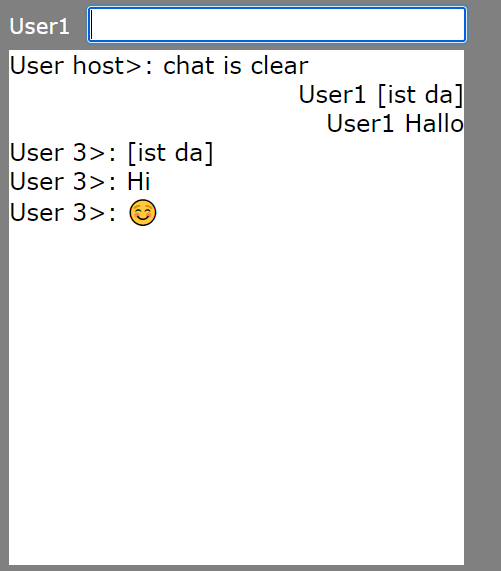 User1
User host>: chat is clear
User1 [ist da]
User1 Hallo
User 3>: [ist da]
User 3>: Hi
User 3>: 😊